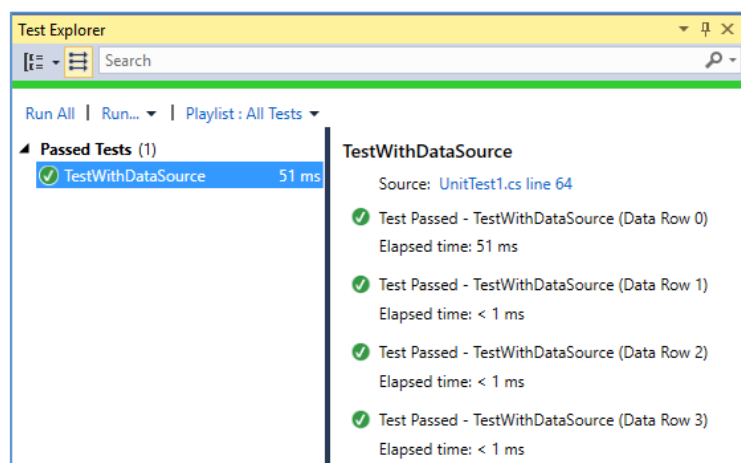 Test Explorer
Search
Run All | Run... | Playlist : All Tests
Passed Tests (1)
TestWithDataSource 51 ms
TestWithDataSource
Source: UnitTest1.cs line 64
Test Passed - TestWithDataSource (Data Row 0)
Elapsed time: 51 ms
Test Passed - TestWithDataSource (Data Row 1)
Elapsed time: < 1 ms
Test Passed - TestWithDataSource (Data Row 2)
Elapsed time: < 1 ms
Test Passed - TestWithDataSource (Data Row 3)
Elapsed time: < 1 ms